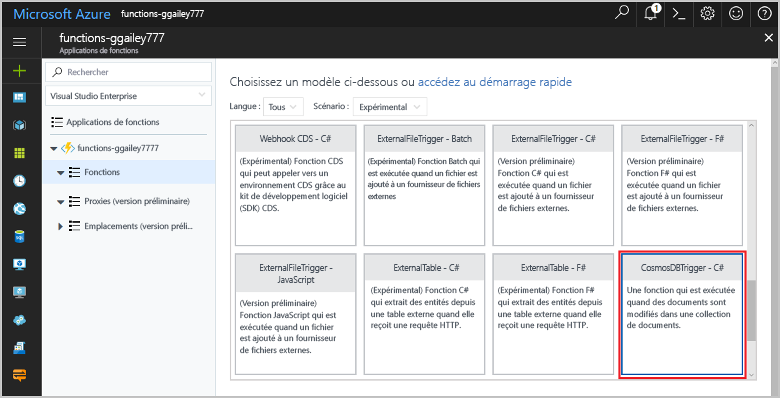 Microsoft Azure functions-ggailey777
1
functions-ggailey777
Applications de fonctions
Rechercher
Visual Studio Enterprise
Applications de fonctions
functions-ggailey7777
Fonctions
Proxies (version préliminaire)
Emplacements (version préli...
Choisissez un modèle ci-dessous ou accédez au démarrage rapide
Langue : Tous Scénario : Expérimental
Webhook CDS - C#
(Expérimental) Fonction CDS
qui peut appeler vers un
environnement CDS grâce au
kit de développement logiciel
(SDK) CDS.
ExternalFileTrigger - Batch
(Expérimental) Fonction Batch qui
est exécutée quand un fichier est
ajouté à un fournisseur de fichiers
externes
ExternalFileTrigger - C#
(Version préliminaire)
Fonction C# qui est
exécutée quand un fichier
est ajouté à un fournisseur
de fichiers externes.
ExternalFileTrigger - F#
(Version préliminaire)
Fonction F# qui est
exécutée quand un fichier
est ajouté à un fournisseur
de fichiers externes.
ExternalFileTrigger -
JavaScript
(Version préliminaire)
Fonction JavaScript qui est
exécutée quand un fichier
est ajouté à un fournisseur
de fichiers externes.
ExternalTable - C#
(Expérimental) Fonction C#
qui extrait des entités depuis
une table externe quand elle
reçoit une requête HTTP.
ExternalTable - F#
(Expérimental) Fonction F#
qui extrait des entités depuis
une table externe quand elle
reçoit une requête HTTP.
CosmosDBTrigger - C#
Une fonction qui est exécutée
quand des documents sont
modifiés dans une collection
de documents.